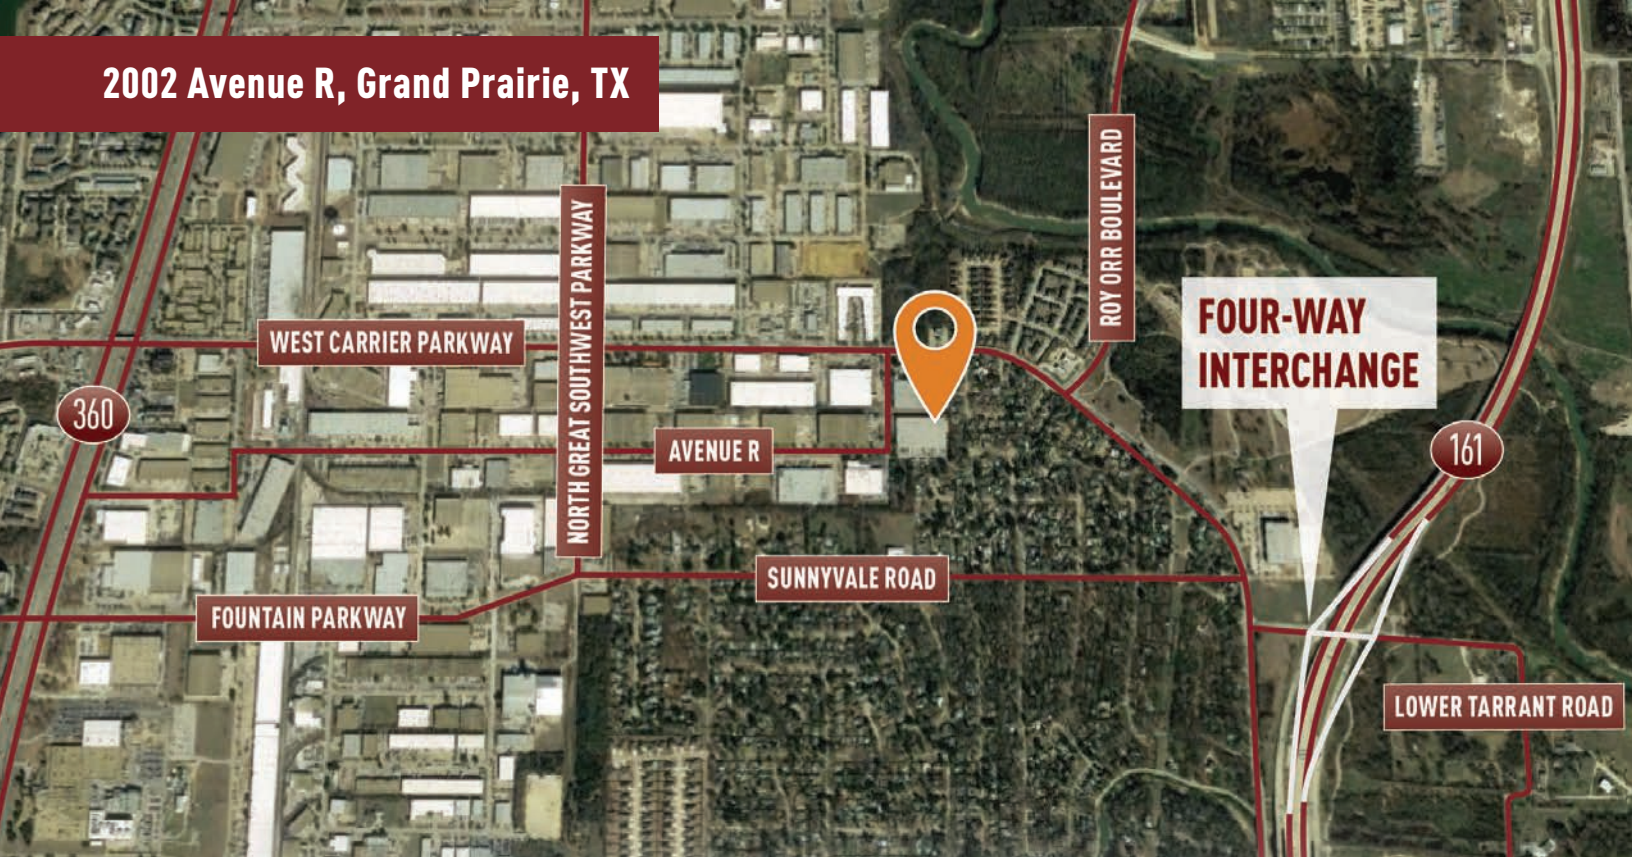 2002 Avenue R, Grand Prairie, TX
ROY ORR BOULEVARD
NORTH GREAT SOUTHWEST PARKWAY
FOUR-WAY
INTERCHANGE
WEST CARRIER PARKWAY
360
AVENUE R
161
SUNNYVALE ROAD
FOUNTAIN PARKWAY
LOWER TARRANT ROAD